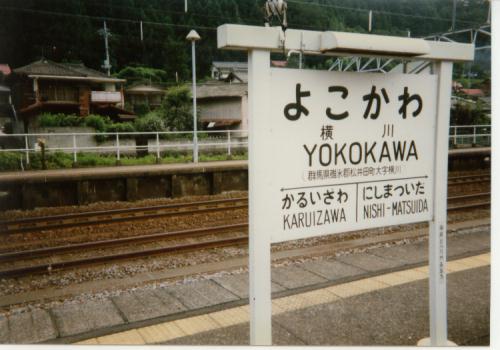 よこかわ
横 川
YOKOKAWA
(群馬県碓氷郡松井田町大字横川)
かるいざわ にしまついだ
KARUIZAWA NISHI-MATSUIDA